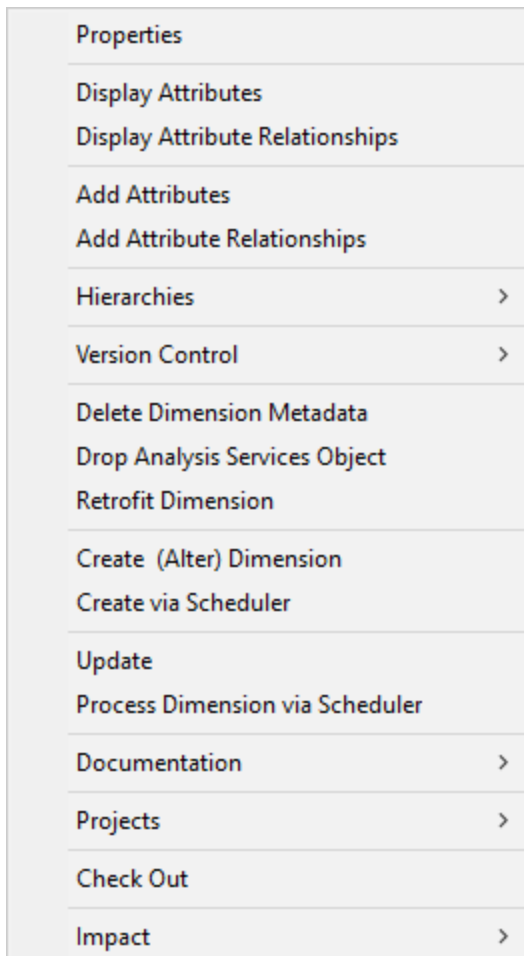 Properties
Display Attributes
Display Attribute Relationships
Add Attributes
Add Attribute Relationships
Hierarchies
Version Control
Delete Dimension Metadata
Drop Analysis Services Object
Retrofit Dimension
Create  (Alter) Dimension
Create via Scheduler
Update
Process Dimension via Scheduler
Documentation
Projects
Check Out
Impact